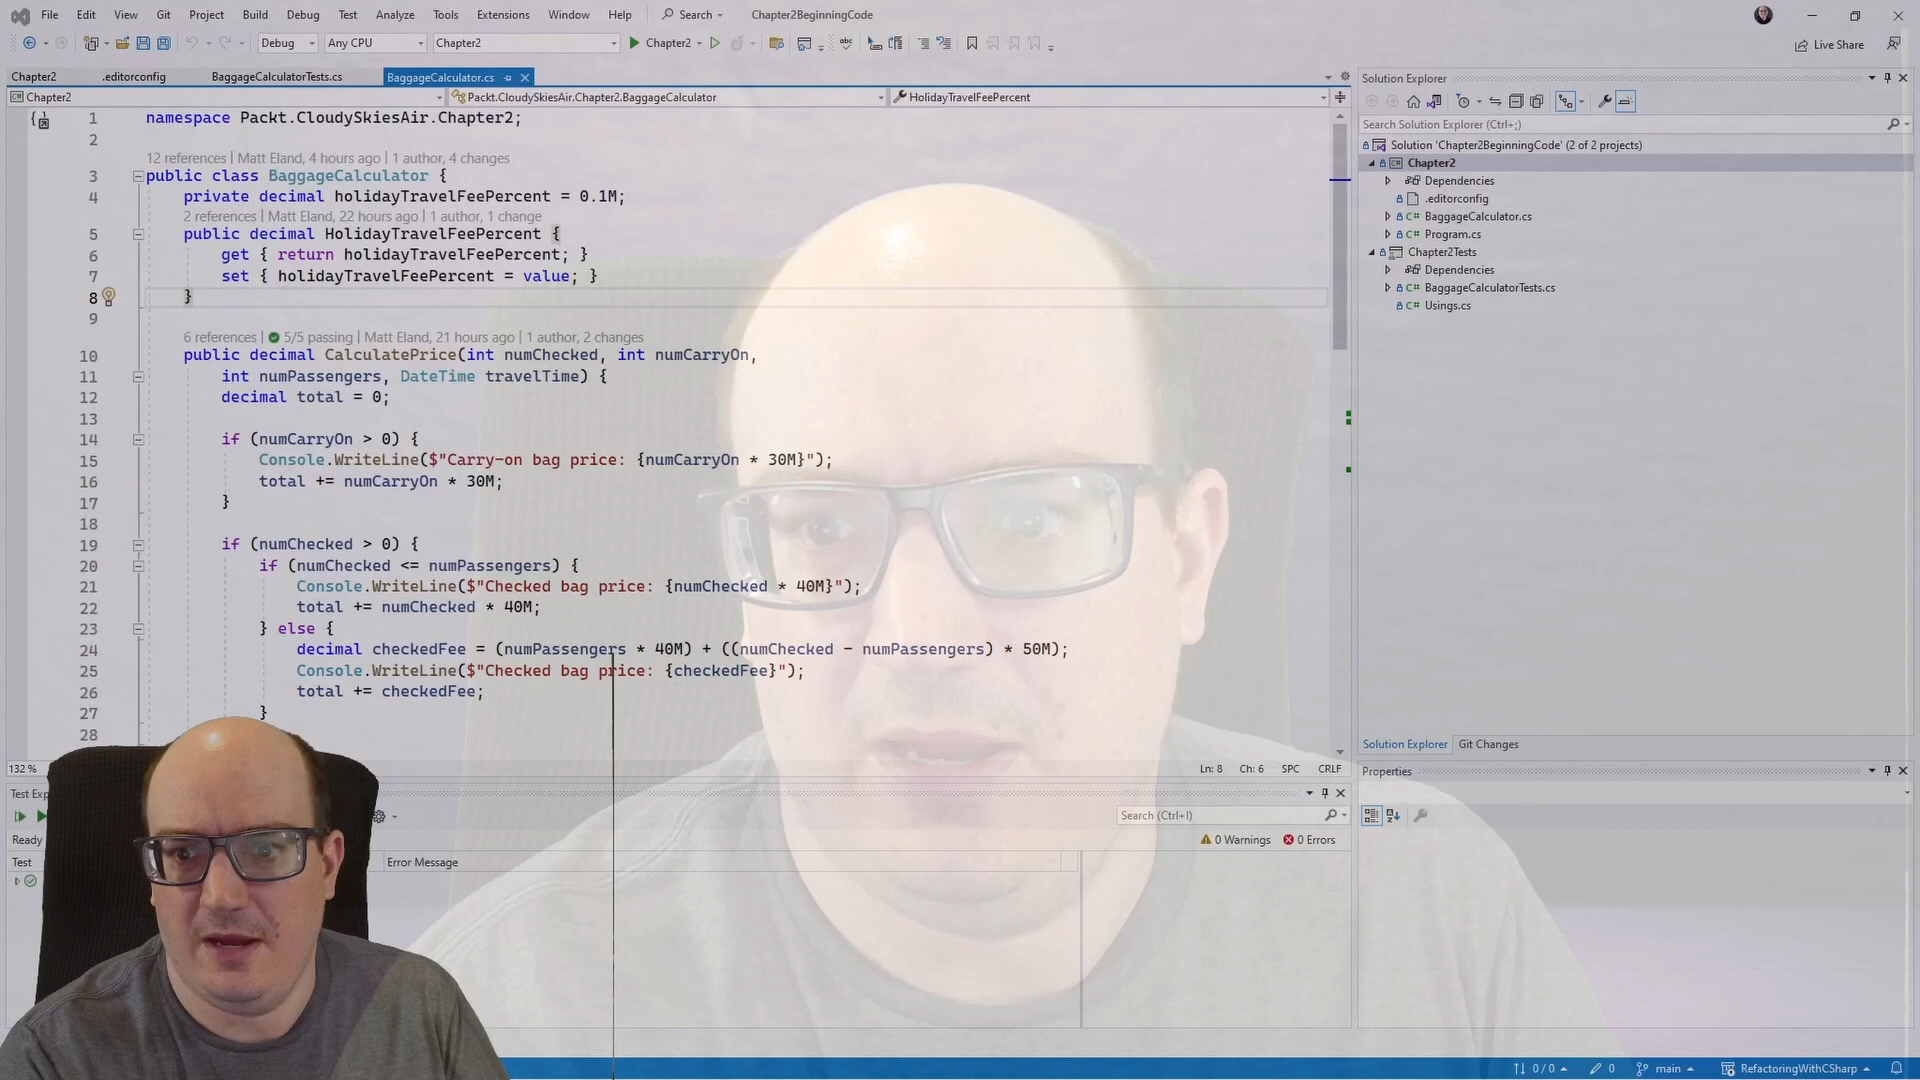 File Edit View Git Project Build Debug Test Analyze Tools Extensions Window Help Search Chapter2BeginningCode
Debug Any CPU Chapter2 Chapter2 Live Share
Chapter2 .editorconfig BaggageCalculatorTests.cs BaggageCalculator.cs
Chapter2 Packt.CloudySkiesAir.Chapter2.BaggageCalculator HolidayTravelFeePercent
1 namespace Packt.CloudySkiesAir.Chapter2;
2
12 references | Matt Eland, 4 hours ago | 1 author, 4 changes
3 public class BaggageCalculator {
4 private decimal holidayTravelFeePercent = 0.1M;
2 references | Matt Eland, 22 hours ago | 1 author, 1 change
5 public decimal HolidayTravelFeePercent {
6 get { return holidayTravelFeePercent; }
7 set { holidayTravelFeePercent = value; }
8 }
9
6 references | 5/5 passing | Matt Eland, 21 hours ago | 1 author, 2 changes
10 public decimal CalculatePrice(int numChecked, int numCarryOn,
11 int numPassengers, DateTime travelTime) {
12 decimal total = 0;
13
14 if (numCarryOn > 0) {
15 Console.WriteLine($"Carry-on bag price: {numCarryOn * 30M}");
16 total += numCarryOn * 30M;
17 }
18
19 if (numChecked > 0) {
20 if (numChecked <= numPassengers) {
21 Console.WriteLine($"Checked bag price: {numChecked * 40M}");
22 total += numChecked * 40M;
23 } else {
24 decimal checkedFee = (numPassengers * 40M) + ((numChecked - numPassengers) * 50M);
25 Console.WriteLine($"Checked bag price: {checkedFee}");
26 total += checkedFee;
27 }
28
132 % Ln: 8 Ch: 6 SPC CRLF
Test Exp
Search (Ctrl+I)
Ready 0 Warnings 0 Errors
Test Error Message
Solution Explorer
Search Solution Explorer (Ctrl+;)
Solution 'Chapter2BeginningCode' (2 of 2 projects)
Chapter2
Dependencies
.editorconfig
C# BaggageCalculator.cs
C# Program.cs
Chapter2Tests
Dependencies
C# BaggageCalculatorTests.cs
C# Usings.cs
Solution Explorer Git Changes
Properties
0 / 0 0 main RefactoringWithCSharp